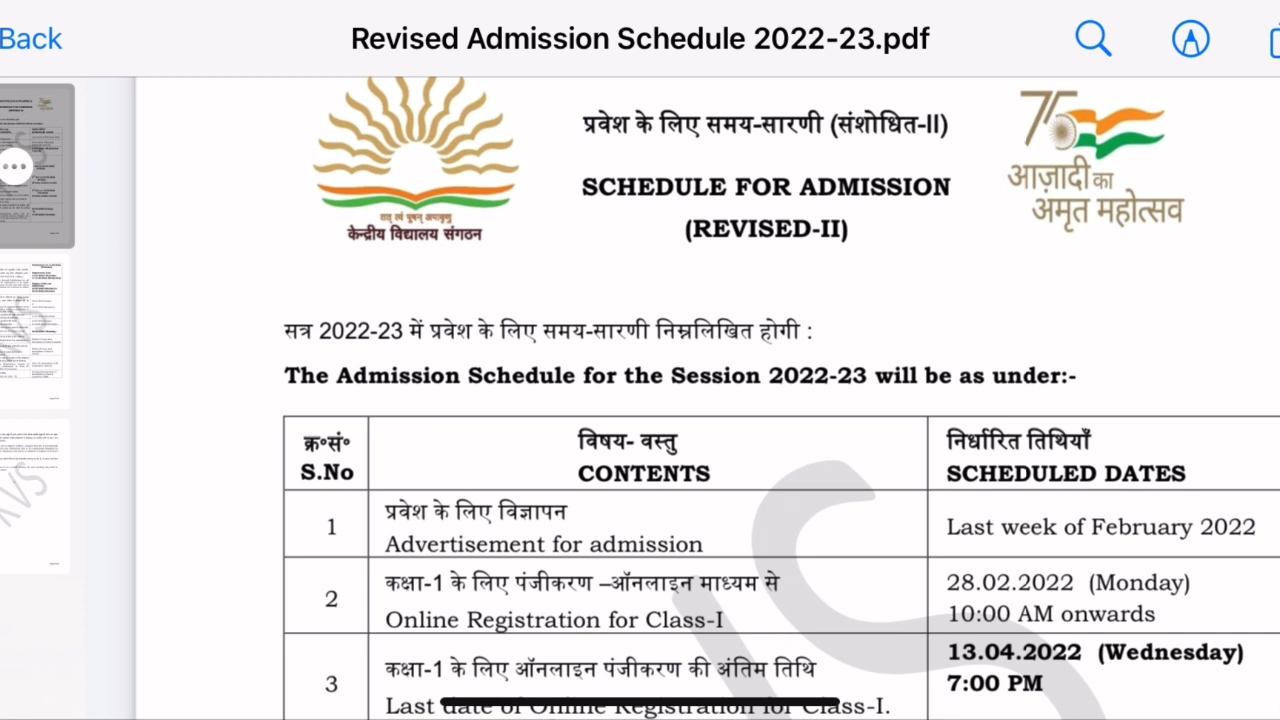 Back
Revised Admission Schedule 2022-23.pdf
प्रवेश के लिए समय-सारणी (संशोधित-II)
SCHEDULE FOR ADMISSION
(REVISED-II)
तत् त्वं पूषन् अपावृणु
केन्द्रीय विद्यालय संगठन
75
आज़ादी का
अमृत महोत्सव
सत्र 2022-23 में प्रवेश के लिए समय-सारणी निम्नलिखित होगी :
The Admission Schedule for the Session 2022-23 will be as under:-
क्र॰सं॰ विषय- वस्तु निर्धारित तिथियाँ
S.No CONTENTS SCHEDULED DATES
1 प्रवेश के लिए विज्ञापन
Advertisement for admission Last week of February 2022
2 कक्षा-1 के लिए पंजीकरण –ऑनलाइन माध्यम से 28.02.2022 (Monday)
Online Registration for Class-I 10:00 AM onwards
3 कक्षा-1 के लिए ऑनलाइन पंजीकरण की अंतिम तिथि 13.04.2022 (Wednesday)
7:00 PM
Last date of Online Registration for Class-I.
KVS